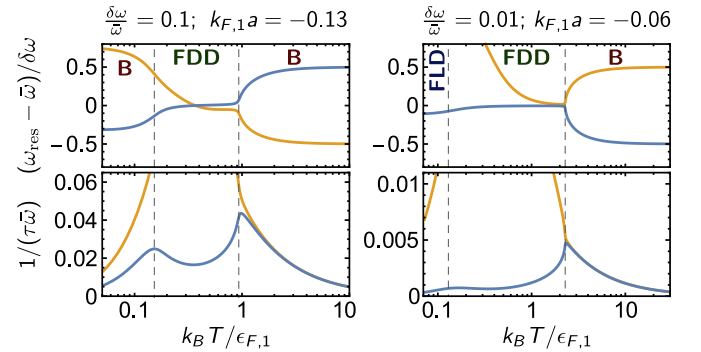 δω/ω̄ = 0.1; k_{F,1}a = −0.13
δω/ω̄ = 0.01; k_{F,1}a = −0.06
(ω_res − ω̄)/δω
0.5
0
−0.5
B
FDD
B
0.5
0
−0.5
FLD
FDD
B
1/(τω̄)
0.06
0.04
0.02
0
0.01
0.005
0
0.1
1
10
0.1
1
10
k_B T/ϵ_{F,1}
k_B T/ϵ_{F,1}